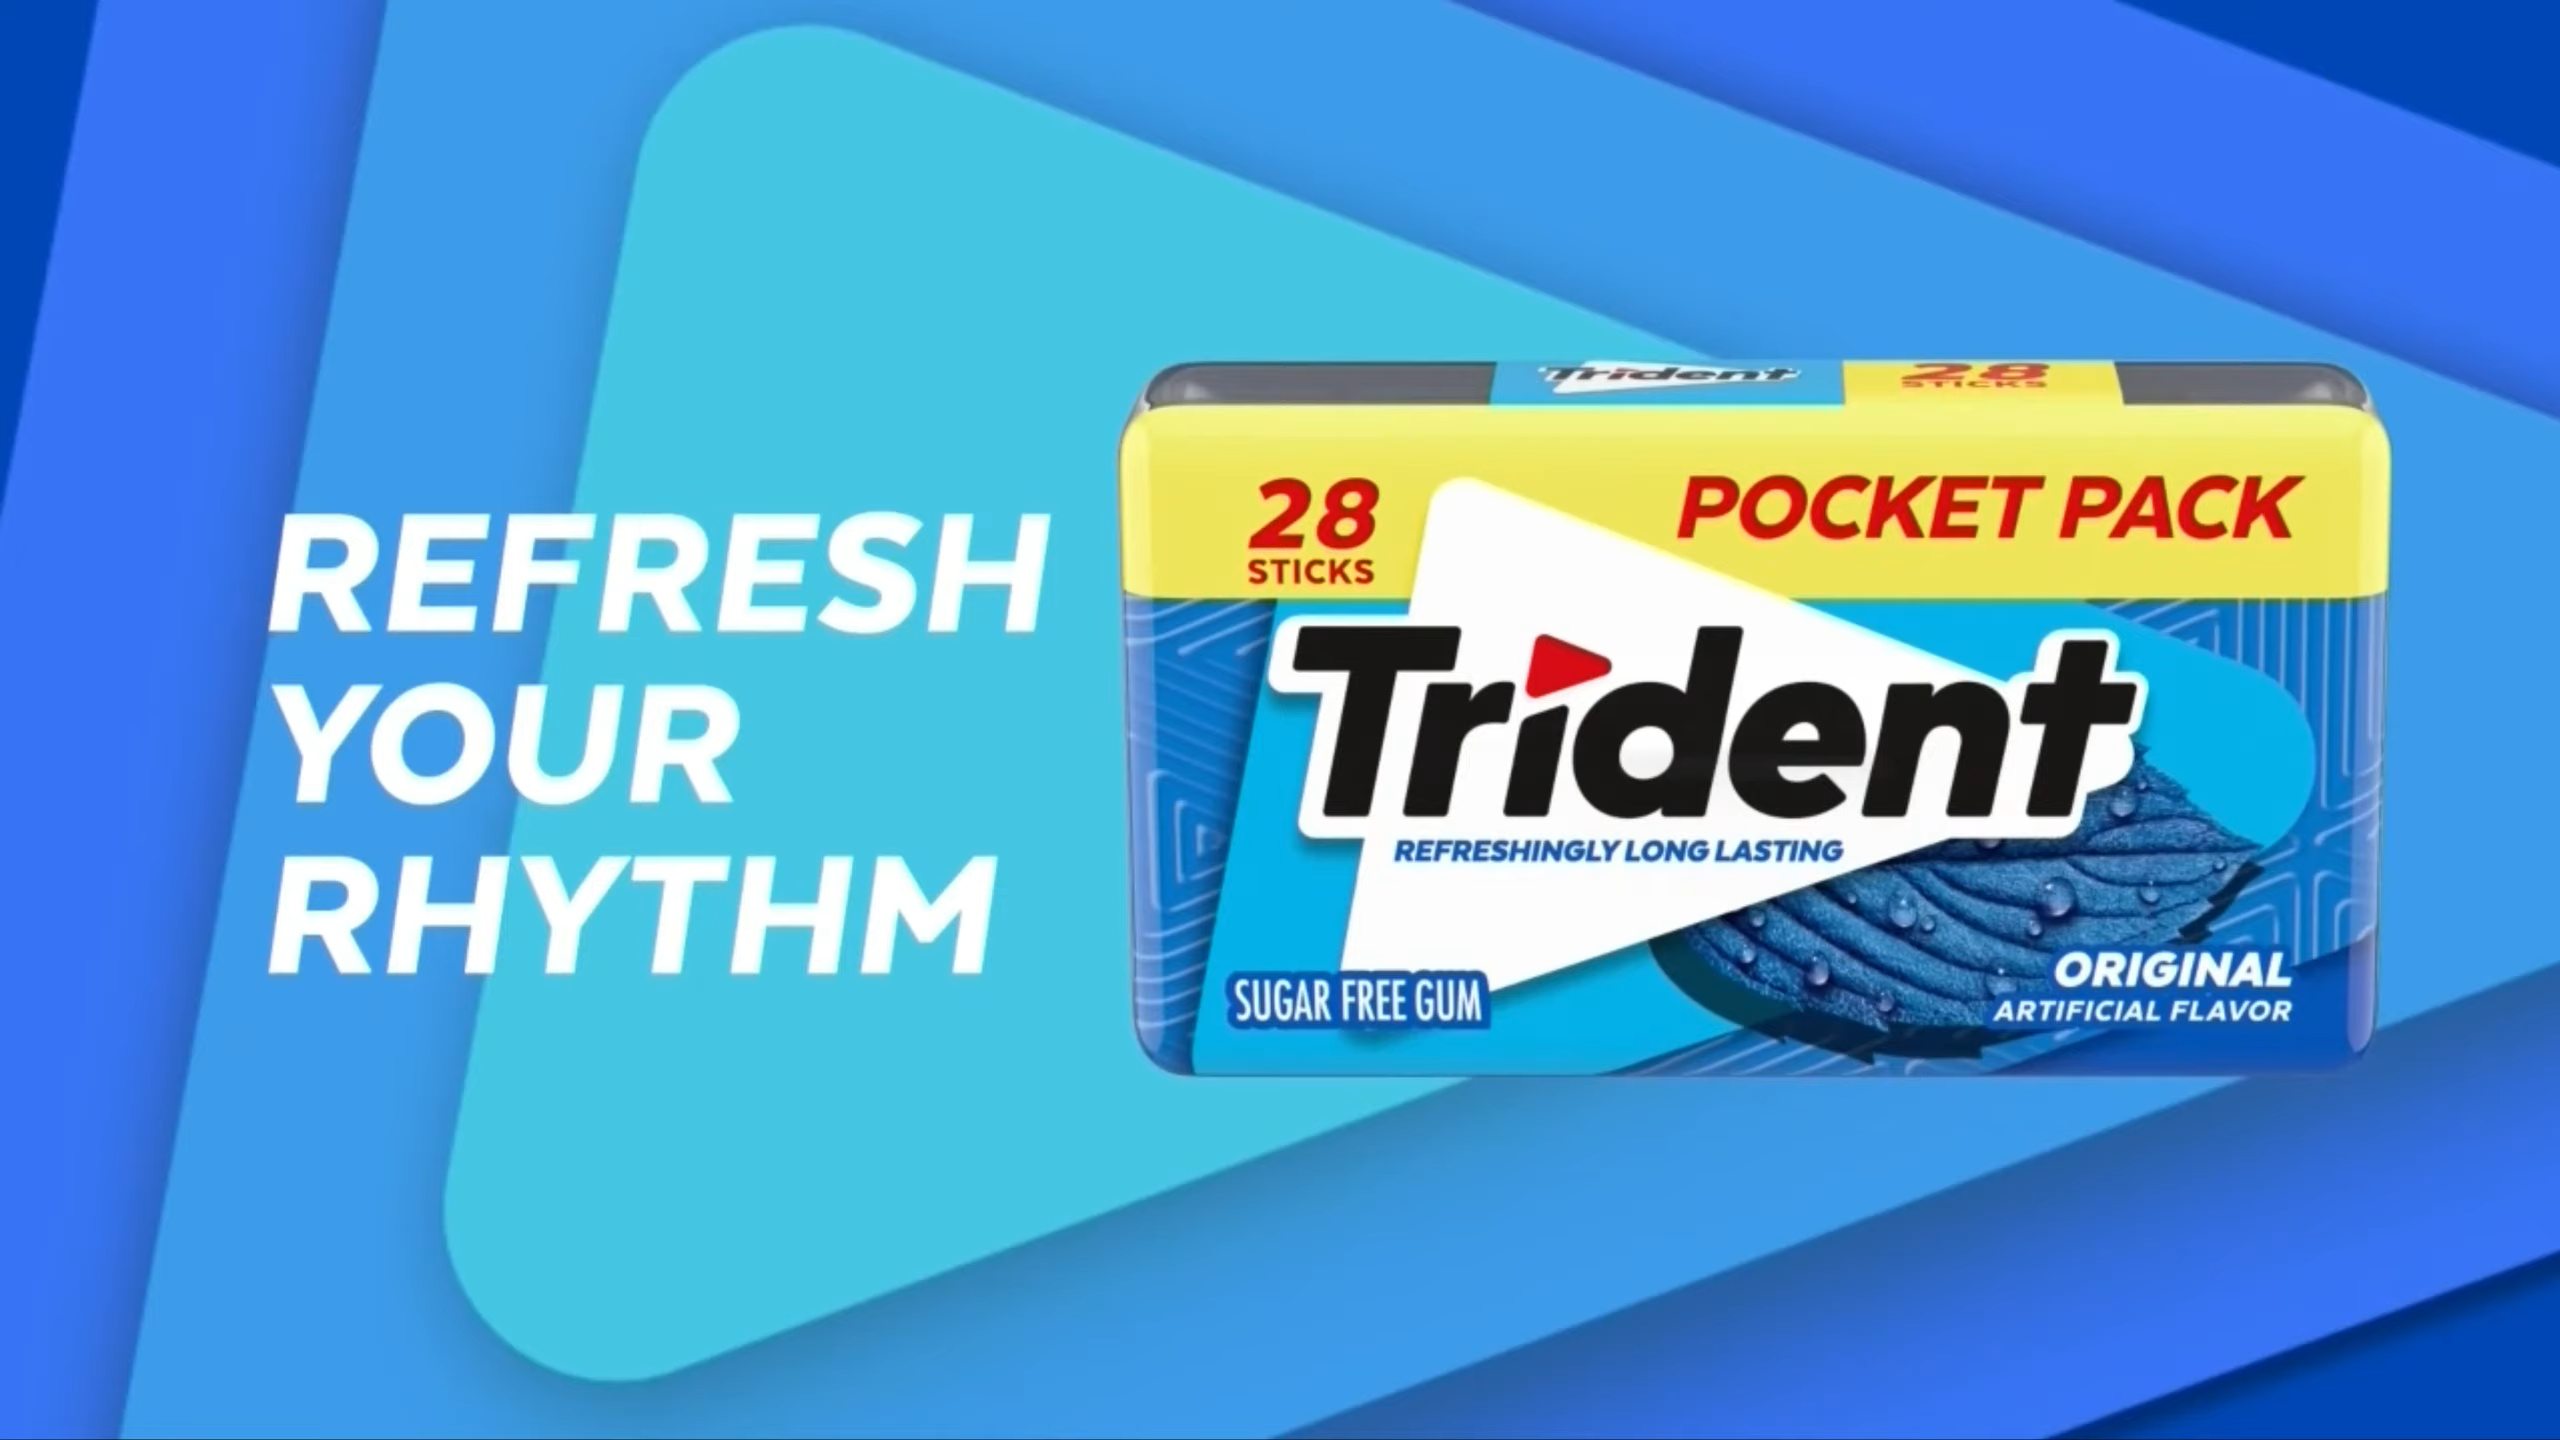 REFRESH
YOUR
RHYTHM
Trident
28
STICKS
28
STICKS
POCKET PACK
Trident
REFRESHINGLY LONG LASTING
SUGAR FREE GUM
ORIGINAL
ARTIFICIAL FLAVOR